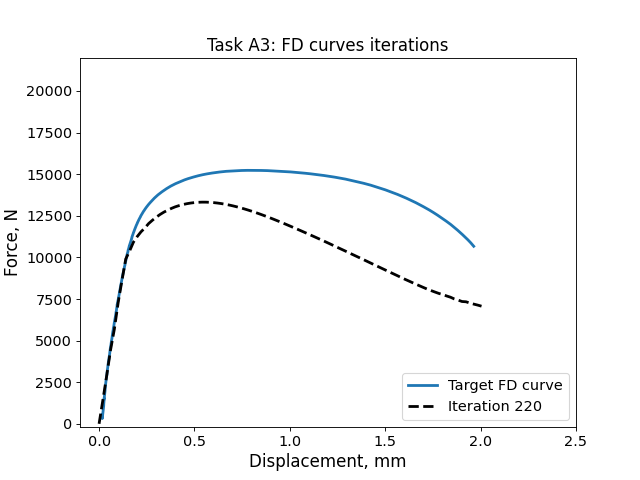 Task A3: FD curves iterations
Force, N
20000
17500
15000
12500
10000
7500
5000
2500
0
0.0 0.5 1.0 1.5 2.0 2.5
Displacement, mm
Target FD curve
Iteration 220